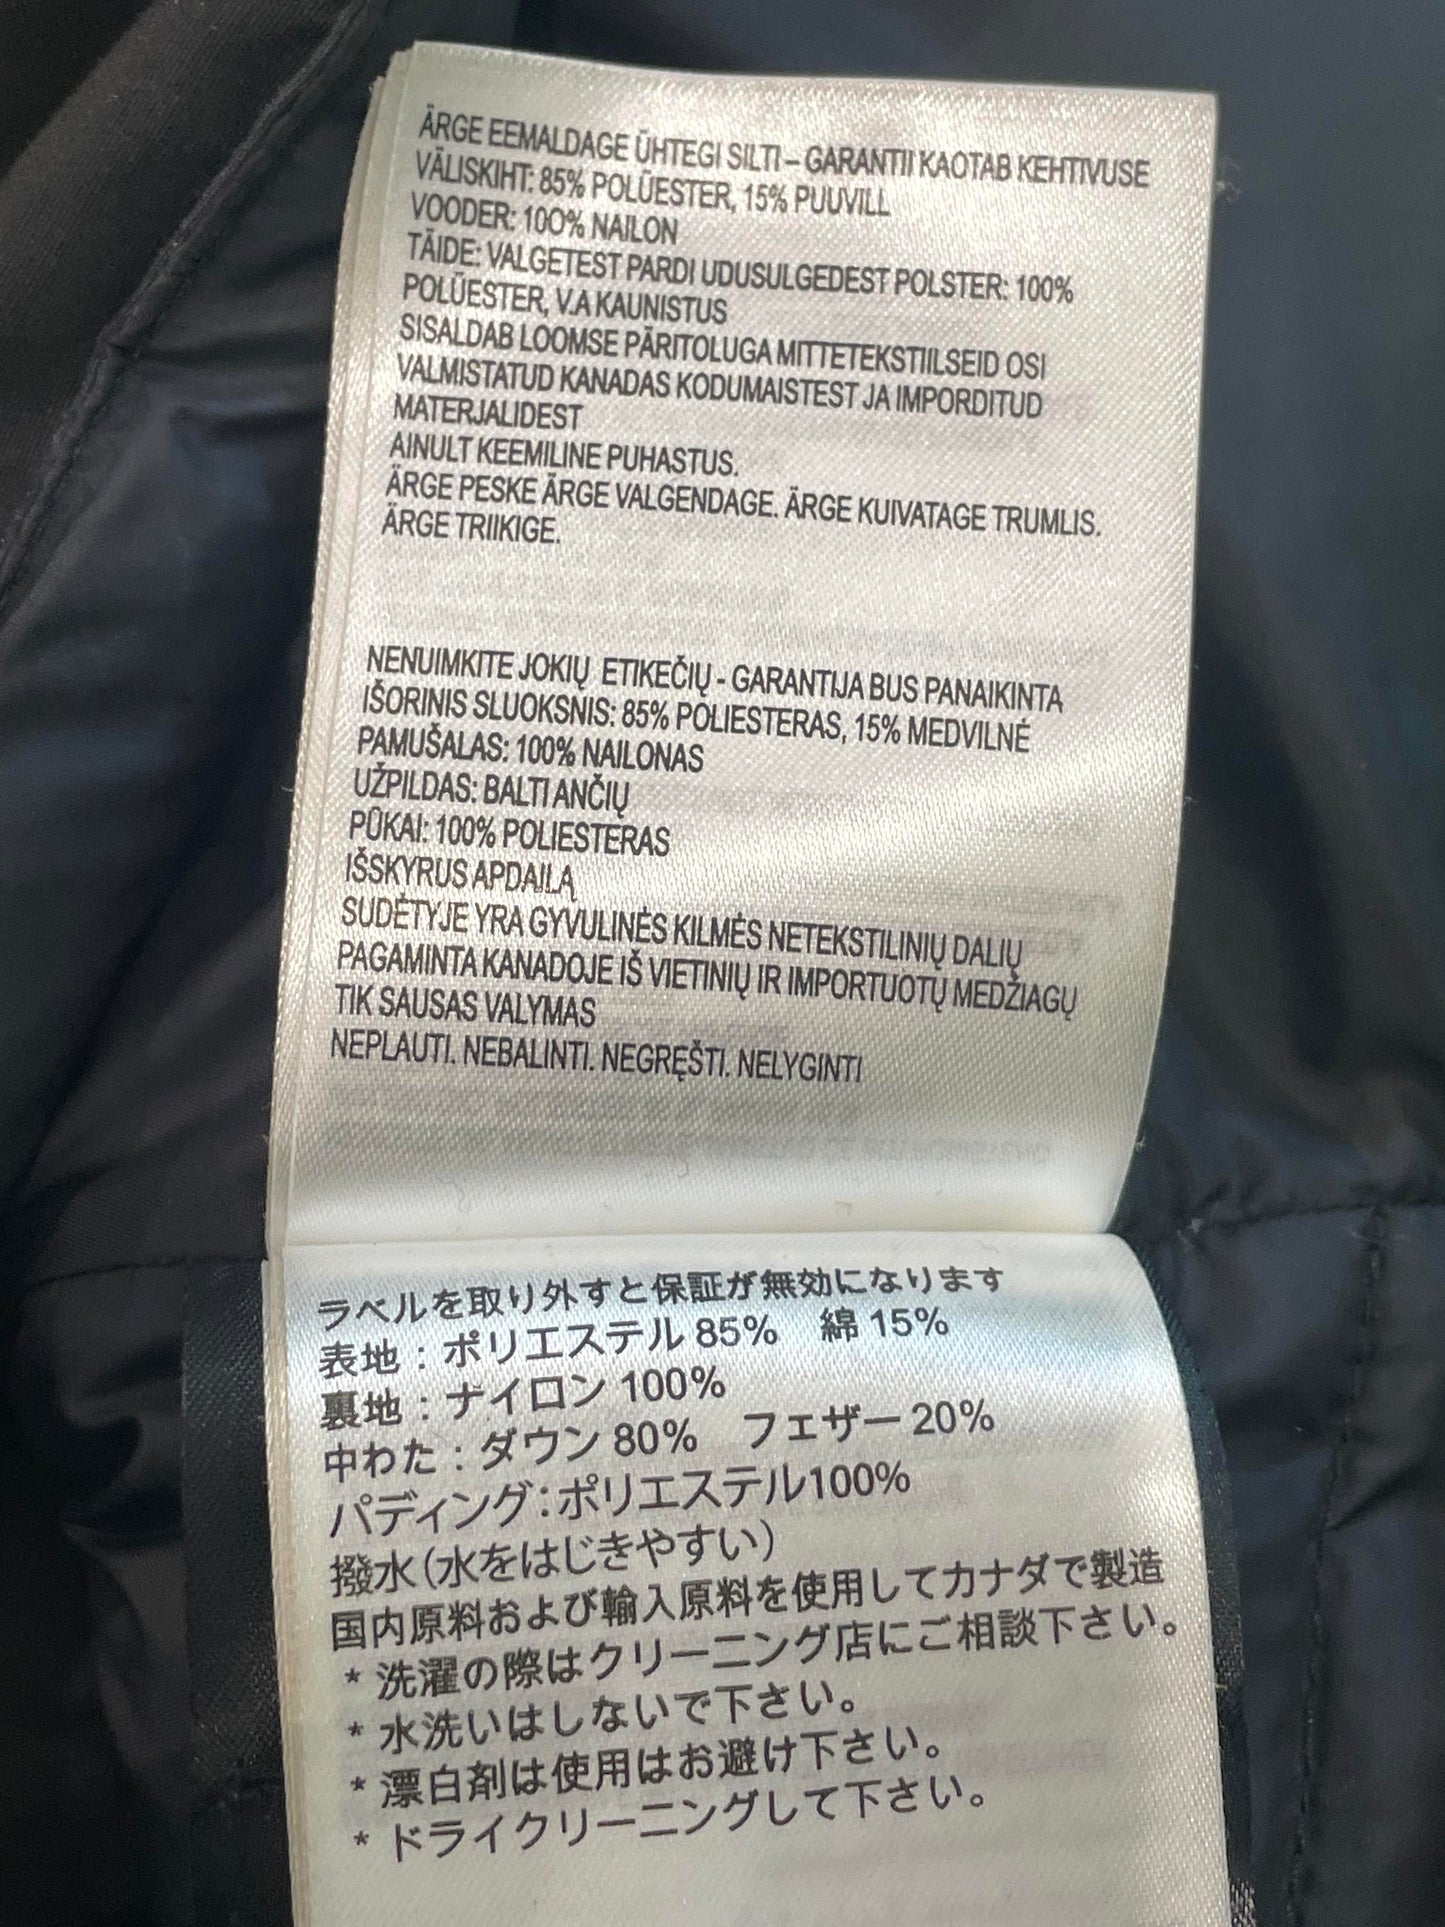 ÄRGE EEMALDAGE ÜHTEGI SILTI – GARANTII KAOTAB KEHTIVUSE
VÄLISKIHT: 85% POLÜESTER, 15% PUUVILL
VOODER: 100% NAILON
TÄIDE: VALGETEST PARDI UDUSULGEDEST POLSTER: 100%
POLÜESTER, V.A KAUNISTUS
SISALDAB LOOMSE PÄRITOLUGA MITTETEKSTIILSEID OSI
VALMISTATUD KANADAS KODUMAISTEST JA IMPORDITUD
MATERJALIDEST
AINULT KEEMILINE PUHASTUS.
ÄRGE PESKE ÄRGE VALGENDAGE. ÄRGE KUIVATAGE TRUMLIS.
ÄRGE TRIIKIGE.
NENUIMKITE JOKIŲ ETIKEČIŲ - GARANTIJA BUS PANAIKINTA
IŠORINIS SLUOKSNIS: 85% POLIESTERAS, 15% MEDVILNĖ
PAMUŠALAS: 100% NAILONAS
UŽPILDAS: BALTI ANČIŲ
PŪKAI: 100% POLIESTERAS
IŠSKYRUS APDAILĄ
SUDĖTYJE YRA GYVULINĖS KILMĖS NETEKSTILINIŲ DALIŲ
PAGAMINTA KANADOJE IŠ VIETINIŲ IR IMPORTUOTŲ MEDŽIAGŲ
TIK SAUSAS VALYMAS
NEPLAUTI. NEBALINTI. NEGRĘŠTI. NELYGINTI
ラベルを取り外すと保証が無効になります
表地：ポリエステル 85%　綿 15%
裏地：ナイロン 100%
中わた：ダウン 80%　フェザー 20%
パディング：ポリエステル100%
撥水（水をはじきやすい）
国内原料および輸入原料を使用してカナダで製造
* 洗濯の際はクリーニング店にご相談下さい。
* 水洗いはしないで下さい。
* 漂白剤は使用はお避け下さい。
* ドライクリーニングして下さい。